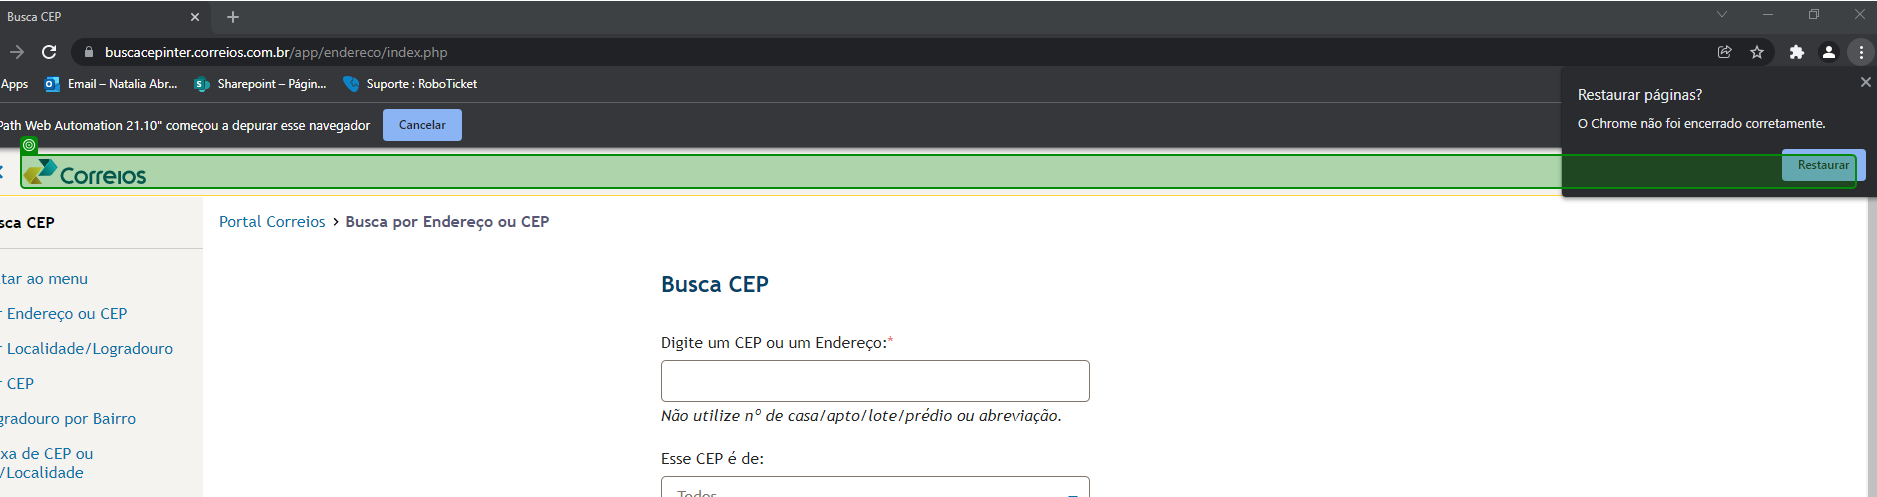 Busca CEP
buscacepinter.correios.com.br/app/endereco/index.php
Apps Email – Natalia Abr... Sharepoint – Págin... Suporte : RoboTicket
Path Web Automation 21.10" começou a depurar esse navegador Cancelar
Restaurar páginas?
O Chrome não foi encerrado corretamente.
Restaurar
Correios
sca CEP
Portal Correios > Busca por Endereço ou CEP
tar ao menu
r Endereço ou CEP
r Localidade/Logradouro
r CEP
gradouro por Bairro
xa de CEP ou
/Localidade
Busca CEP
Digite um CEP ou um Endereço:*
Não utilize nº de casa/apto/lote/prédio ou abreviação.
Esse CEP é de:
Todos